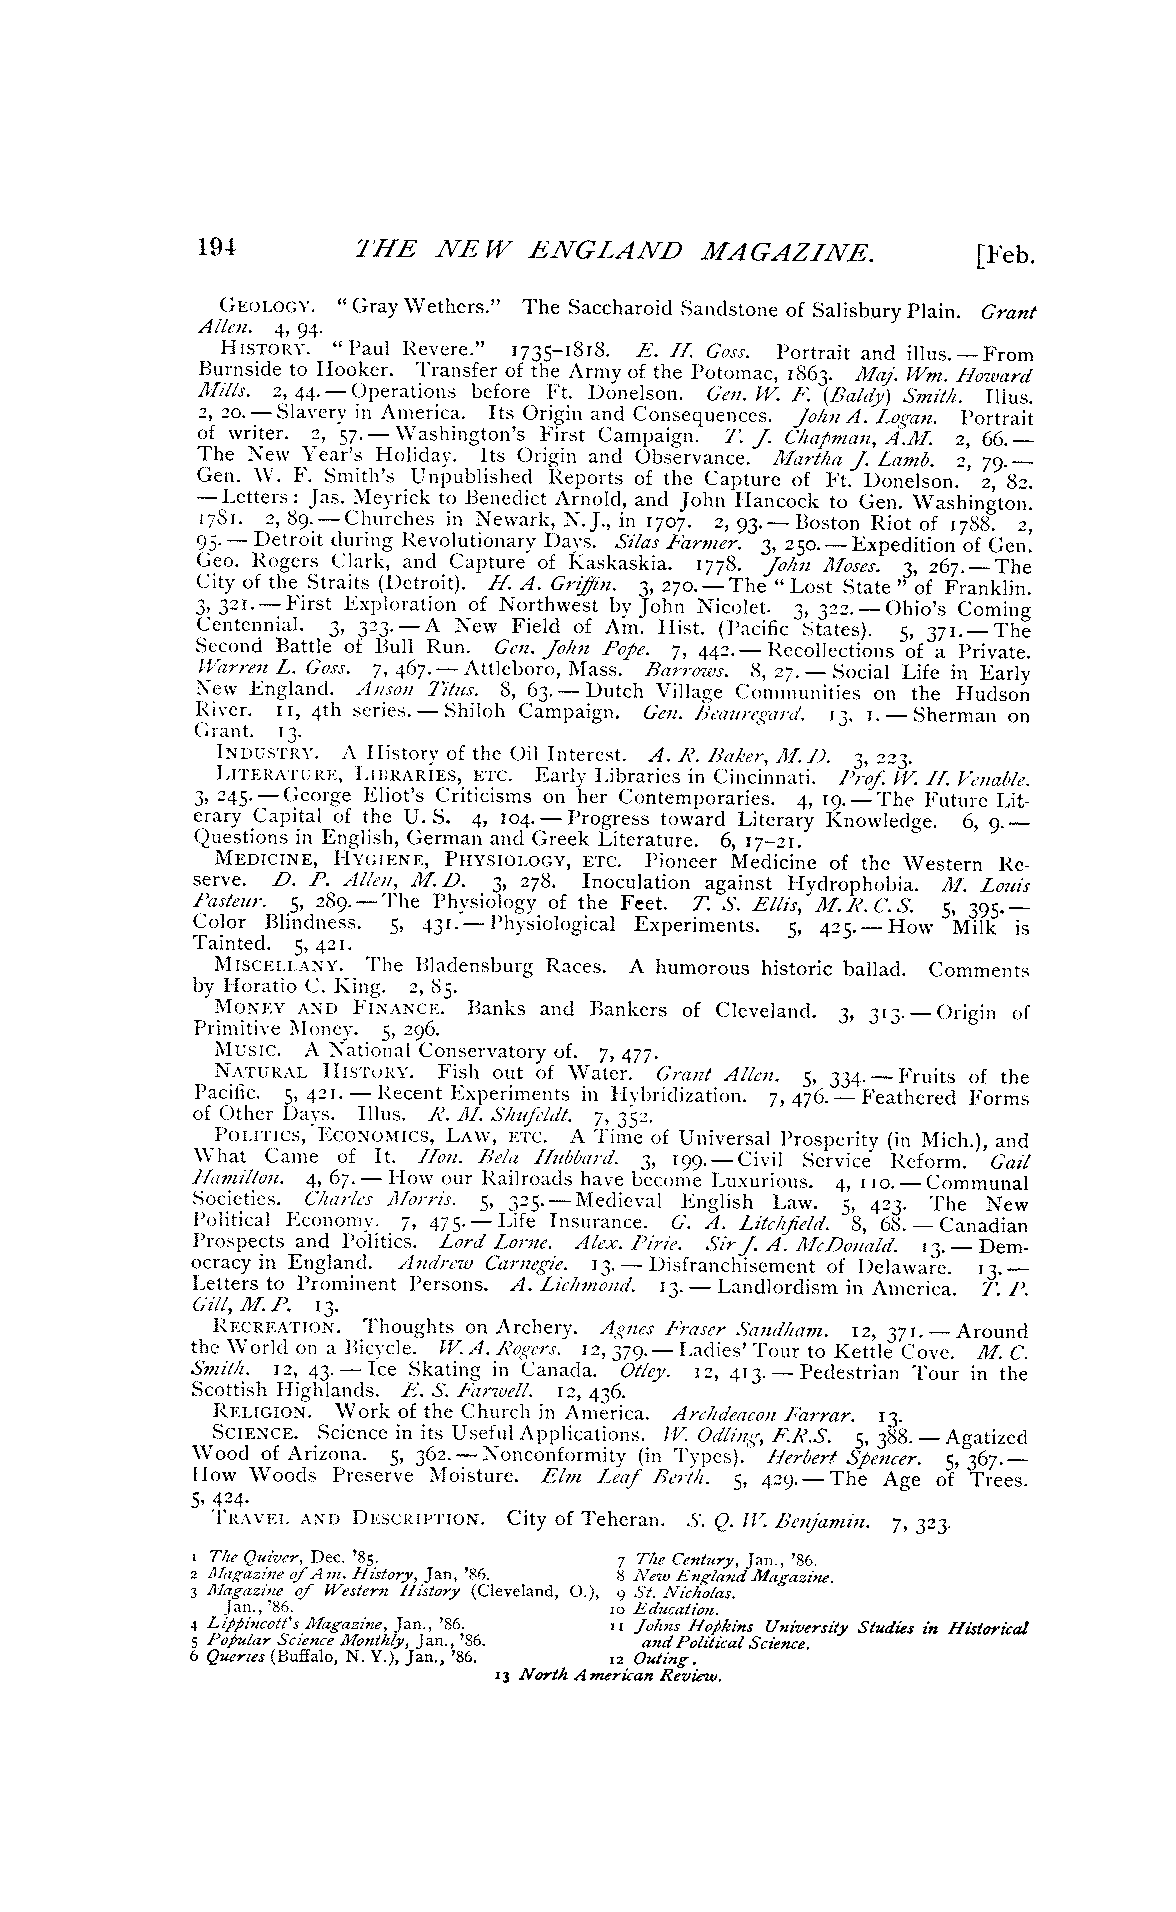 194 THE NEW ENGLAND MAGAZINE. [Feb.
GEOLOGY. "Gray Wethers." The Saccharoid Sandstone of Salisbury Plain. Grant
Allen. 4, 94.
HISTORY. "Paul Revere." 1735–1818. E. H. Goss. Portrait and illus. — From
Burnside to Hooker. Transfer of the Army of the Potomac, 1863. Maj. Wm. Howard
Mills. 2, 44. — Operations before Ft. Donelson. Gen. W. F. (Baldy) Smith. Illus.
2, 20. — Slavery in America. Its Origin and Consequences. John A. Logan. Portrait
of writer. 2, 57. — Washington's First Campaign. T. J. Chapman, A.M. 2, 66. —
The New Year's Holiday. Its Origin and Observance. Martha J. Lamb. 2, 79. —
Gen. W. F. Smith's Unpublished Reports of the Capture of Ft. Donelson. 2, 82.
— Letters: Jas. Meyrick to Benedict Arnold, and John Hancock to Gen. Washington.
1781. 2, 89. — Churches in Newark, N. J., in 1707. 2, 93. — Boston Riot of 1788. 2,
95. — Detroit during Revolutionary Days. Silas Farmer. 3, 250. — Expedition of Gen.
Geo. Rogers Clark, and Capture of Kaskaskia. 1778. John Moses. 3, 267. — The
City of the Straits (Detroit). H. A. Griffin. 3, 270. — The "Lost State" of Franklin.
3, 321. — First Exploration of Northwest by John Nicolet. 3, 322. — Ohio's Coming
Centennial. 3, 323. — A New Field of Am. Hist. (Pacific States). 5, 371. — The
Second Battle of Bull Run. Gen. John Pope. 7, 442. — Recollections of a Private.
Warren L. Goss. 7, 467. — Attleboro, Mass. Barrows. 8, 27. — Social Life in Early
New England. Anson Titus. 8, 63. — Dutch Village Communities on the Hudson
River. 11, 4th series. — Shiloh Campaign. Gen. Beauregard. 13, 1. — Sherman on
Grant. 13.
INDUSTRY. A History of the Oil Interest. A. R. Baker, M.D. 3, 223.
LITERATURE, LIBRARIES, ETC. Early Libraries in Cincinnati. Prof. W. H. Venable.
3, 245. — George Eliot's Criticisms on her Contemporaries. 4, 19. — The Future Lit-
erary Capital of the U. S. 4, 104. — Progress toward Literary Knowledge. 6, 9. —
Questions in English, German and Greek Literature. 6, 17–21.
MEDICINE, HYGIENE, PHYSIOLOGY, ETC. Pioneer Medicine of the Western Re-
serve. D. P. Allen, M.D. 3, 278. Inoculation against Hydrophobia. M. Louis
Pasteur. 5, 289. — The Physiology of the Feet. T. S. Ellis, M.R.C.S. 5, 395. —
Color Blindness. 5, 431. — Physiological Experiments. 5, 425. — How Milk is
Tainted. 5, 421.
MISCELLANY. The Bladensburg Races. A humorous historic ballad. Comments
by Horatio C. King. 2, 85.
MONEY AND FINANCE. Banks and Bankers of Cleveland. 3, 313. — Origin of
Primitive Money. 5, 296.
MUSIC. A National Conservatory of. 7, 477.
NATURAL HISTORY. Fish out of Water. Grant Allen. 5, 334. — Fruits of the
Pacific. 5, 421. — Recent Experiments in Hybridization. 7, 476. — Feathered Forms
of Other Days. Illus. R. M. Shufeldt. 7, 352.
POLITICS, ECONOMICS, LAW, ETC. A Time of Universal Prosperity (in Mich.), and
What Came of It. Hon. Bela Hubbard. 3, 199. — Civil Service Reform. Gail
Hamilton. 4, 67. — How our Railroads have become Luxurious. 4, 110. — Communal
Societies. Charles Morris. 5, 325. — Medieval English Law. 5, 423. The New
Political Economy. 7, 475. — Life Insurance. G. A. Litchfield. 8, 68. — Canadian
Prospects and Politics. Lord Lorne. Alex. Pirie. Sir J. A. McDonald. 13. — Dem-
ocracy in England. Andrew Carnegie. 13. — Disfranchisement of Delaware. 13. —
Letters to Prominent Persons. A. Lichmond. 13. — Landlordism in America. T. P.
Gill, M. P. 13.
RECREATION. Thoughts on Archery. Agnes Fraser Sandham. 12, 371. — Around
the World on a Bicycle. W. A. Rogers. 12, 379. — Ladies' Tour to Kettle Cove. M. C.
Smith. 12, 43. — Ice Skating in Canada. Otley. 12, 413. — Pedestrian Tour in the
Scottish Highlands. E. S. Farwell. 12, 436.
RELIGION. Work of the Church in America. Archdeacon Farrar. 13.
SCIENCE. Science in its Useful Applications. W. Odling, F.R.S. 5, 388. — Agatized
Wood of Arizona. 5, 362. — Nonconformity (in Types). Herbert Spencer. 5, 367. —
How Woods Preserve Moisture. Elm Leaf Berth. 5, 429. — The Age of Trees.
5, 424.
TRAVEL AND DESCRIPTION. City of Teheran. S. Q. W. Benjamin. 7, 323.
1 The Quiver, Dec. '85.
2 Magazine of Am. History, Jan, '86.
3 Magazine of Western History (Cleveland, O.),
Jan., '86.
4 Lippincott's Magazine, Jan., '86.
5 Popular Science Monthly, Jan., '86.
6 Queries (Buffalo, N. Y.), Jan., '86.
7 The Century, Jan., '86.
8 New England Magazine.
9 St. Nicholas.
10 Education.
11 Johns Hopkins University Studies in Historical
and Political Science.
12 Outing.
13 North American Review.